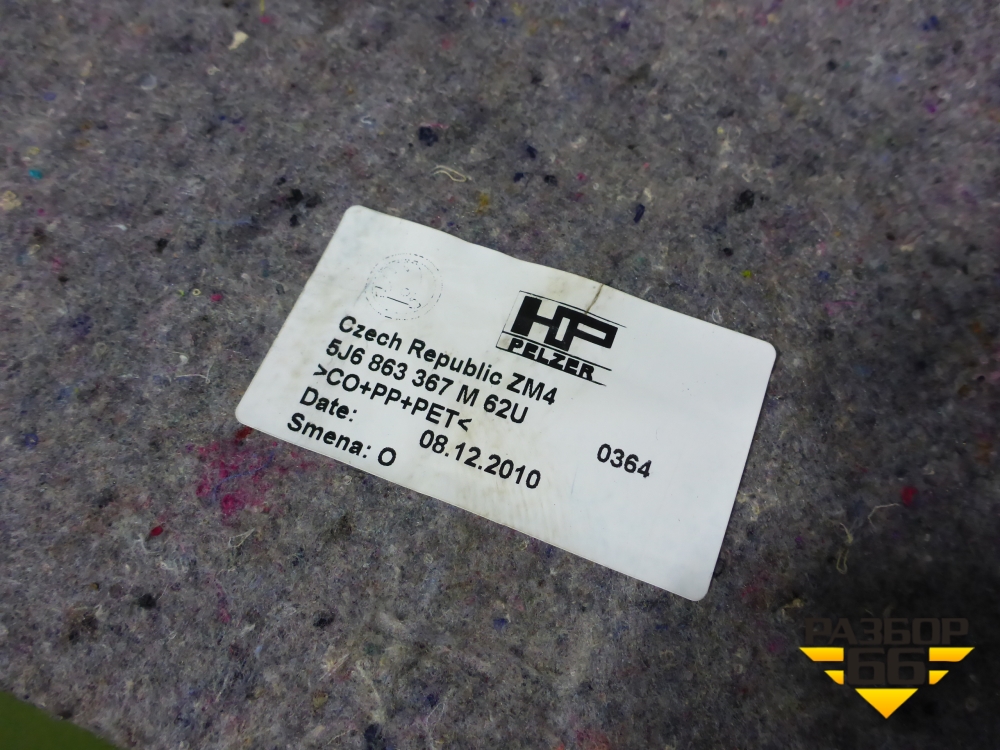 HP
PELZER
Czech Republic ZM4
5J6 863 367 M 62U
>CO+PP+PET<
Date: 08.12.2010 0364
Smena: O
РАЗБОР
66